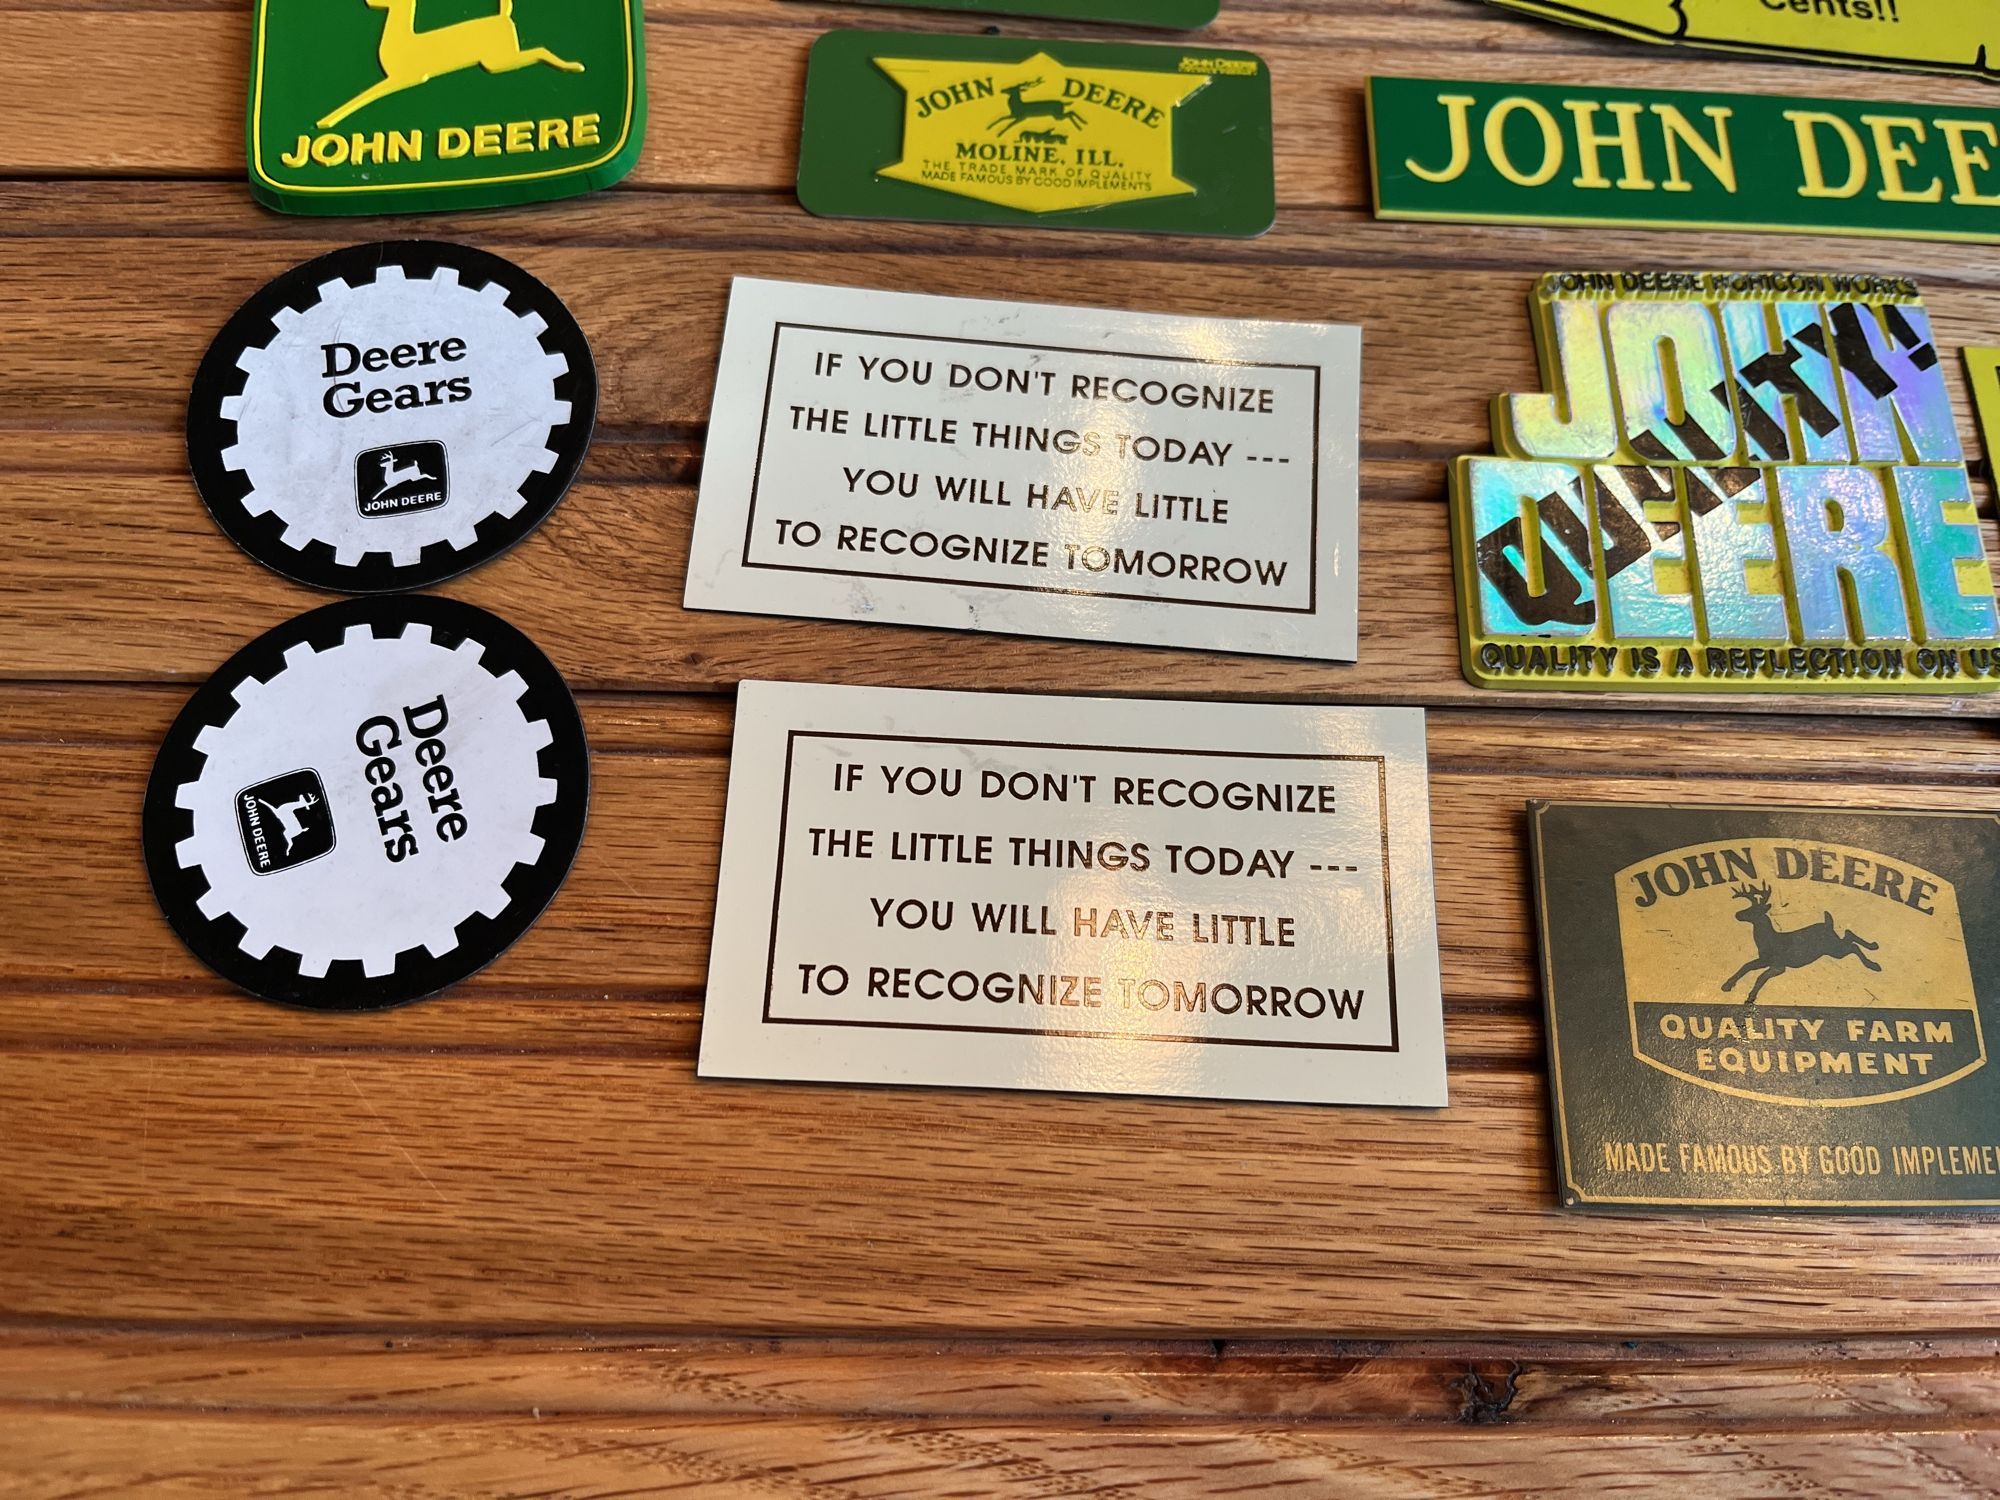 Cents!!
JOHN DEERE
JOHN DEERE
JOHN DEERE
MOLINE, ILL.
THE TRADE MARK OF QUALITY
MADE FAMOUS BY GOOD IMPLEMENTS
JOHN DEE
Deere
Gears
JOHN DEERE
IF YOU DON'T RECOGNIZE
THE LITTLE THINGS TODAY ---
YOU WILL HAVE LITTLE
TO RECOGNIZE TOMORROW
JOHN DEERE HORICON WORKS
JOHN
DEERE
QUALITY!
QUALITY IS A REFLECTION ON US
Deere
Gears
JOHN DEERE
IF YOU DON'T RECOGNIZE
THE LITTLE THINGS TODAY ---
YOU WILL HAVE LITTLE
TO RECOGNIZE TOMORROW
JOHN DEERE
QUALITY FARM
EQUIPMENT
MADE FAMOUS BY GOOD IMPLEME